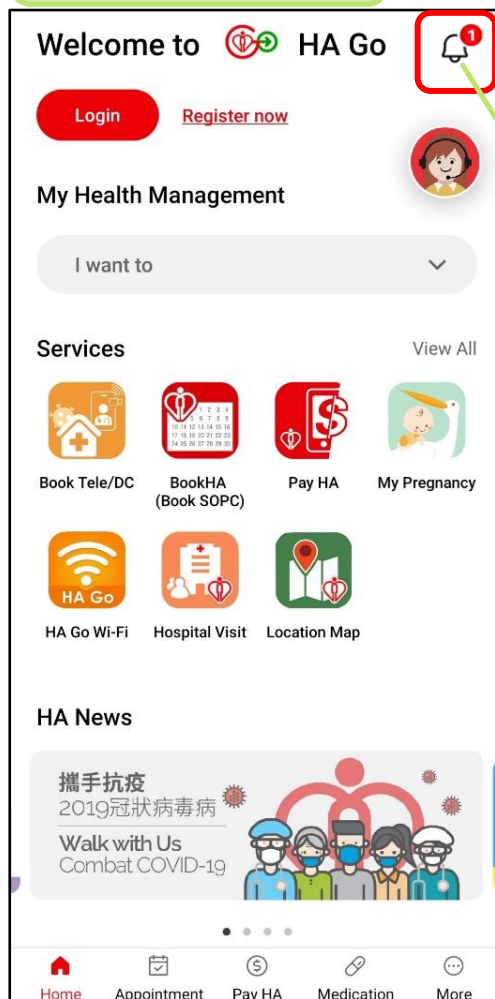 Welcome to HA Go
1
Login
Register now
My Health Management
I want to
Services
View All
Book Tele/DC
BookHA
(Book SOPC)
Pay HA
My Pregnancy
HA Go
HA Go Wi-Fi
Hospital Visit
Location Map
HA News
攜手抗疫
2019冠狀病毒病
Walk with Us
Combat COVID-19
Home
Appointment
Pay HA
Medication
More